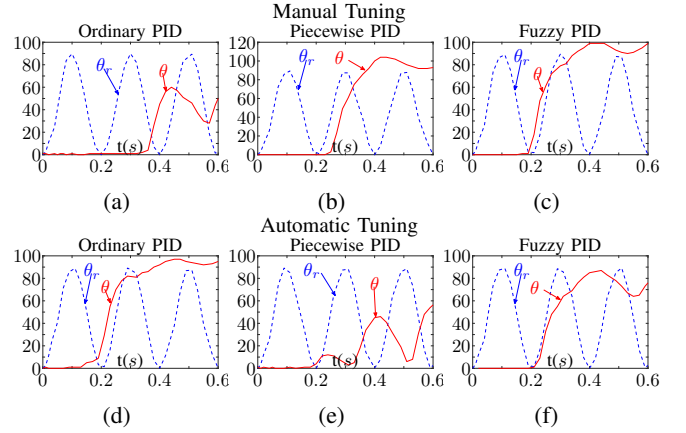 Manual Tuning
Ordinary PID
Piecewise PID
Fuzzy PID
100
80
60
40
20
0
0
0.2
0.4
0.6
θr
θ
t(s)
120
100
80
60
40
20
0
0
0.2
0.4
0.6
θr
θ
t(s)
100
80
60
40
20
0
0
0.2
0.4
0.6
θr
θ
t(s)
(a)
(b)
(c)
Automatic Tuning
Ordinary PID
Piecewise PID
Fuzzy PID
100
80
60
40
20
0
0
0.2
0.4
0.6
θr
θ
t(s)
100
80
60
40
20
0
0
0.2
0.4
0.6
θr
θ
t(s)
100
80
60
40
20
0
0
0.2
0.4
0.6
θr
θ
t(s)
(d)
(e)
(f)